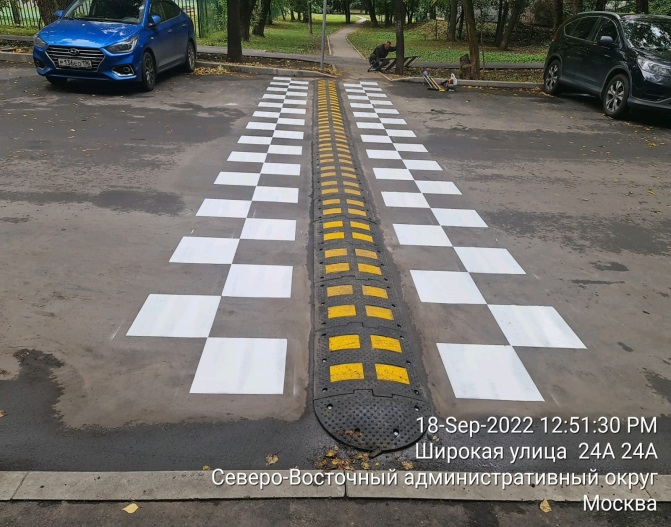 18-Sep-2022 12:51:30 PM
Широкая улица 24А 24А
Северо-Восточный административный округ
Москва